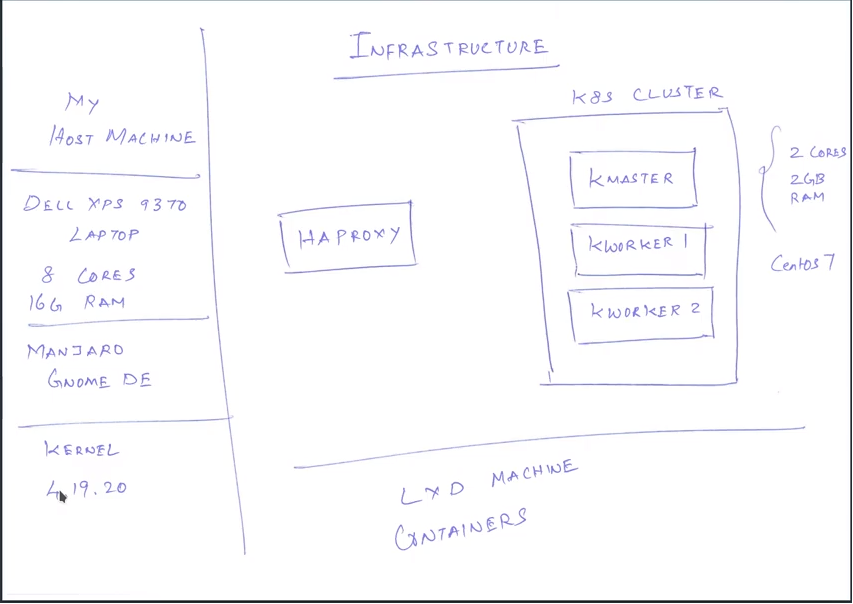 INFRASTRUCTURE
MY
HOST MACHINE
DELL XPS 9370
LAPTOP
8 CORES
16G RAM
MANJARO
GNOME DE
KERNEL
4.19.20
HAPROXY
K8S CLUSTER
KMASTER
KWORKER 1
KWORKER 2
2 CORES
2GB
RAM
Centos 7
LXD MACHINE
CONTAINERS